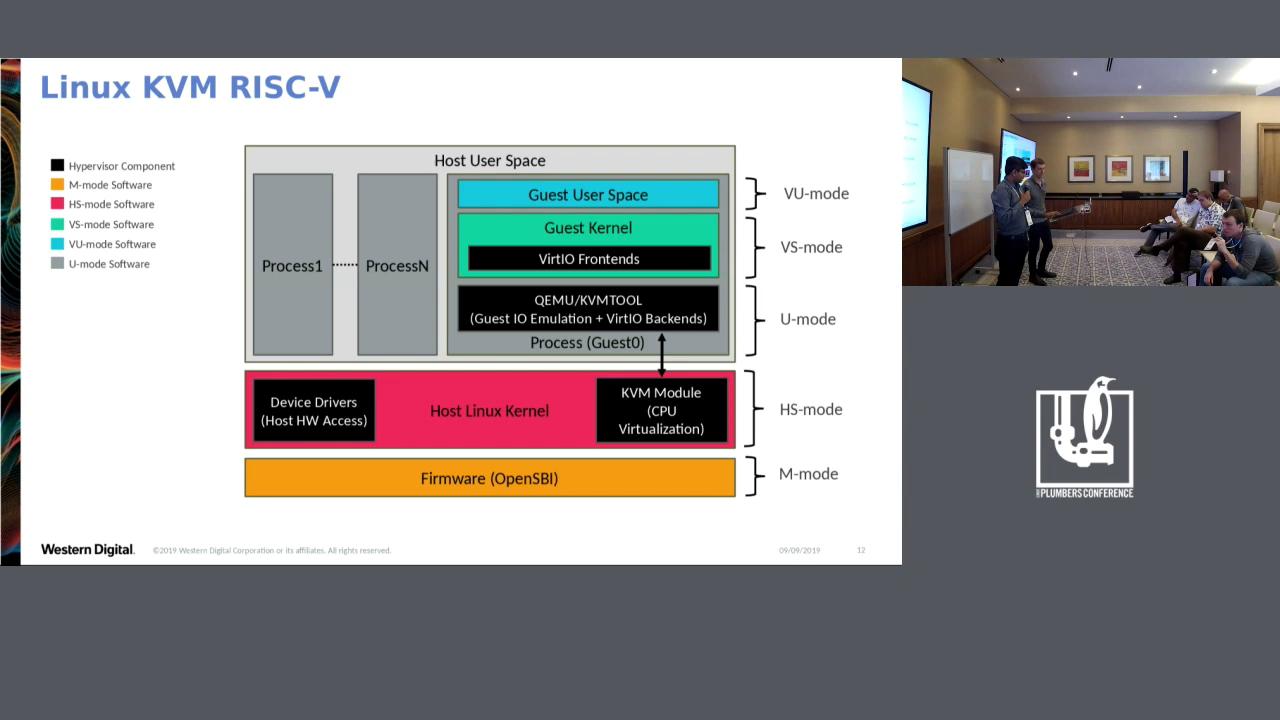 Linux KVM RISC-V
Hypervisor Component
M-mode Software
HS-mode Software
VS-mode Software
VU-mode Software
U-mode Software
Host User Space
Process1
ProcessN
Guest User Space
Guest Kernel
VirtIO Frontends
QEMU/KVMTOOL
(Guest IO Emulation + VirtIO Backends)
Process (Guest0)
Device Drivers
(Host HW Access)
Host Linux Kernel
KVM Module
(CPU
Virtualization)
Firmware (OpenSBI)
VU-mode
VS-mode
U-mode
HS-mode
M-mode
Western Digital.
©2019 Western Digital Corporation or its affiliates. All rights reserved.
09/09/2019
12
PLUMBERS CONFERENCE